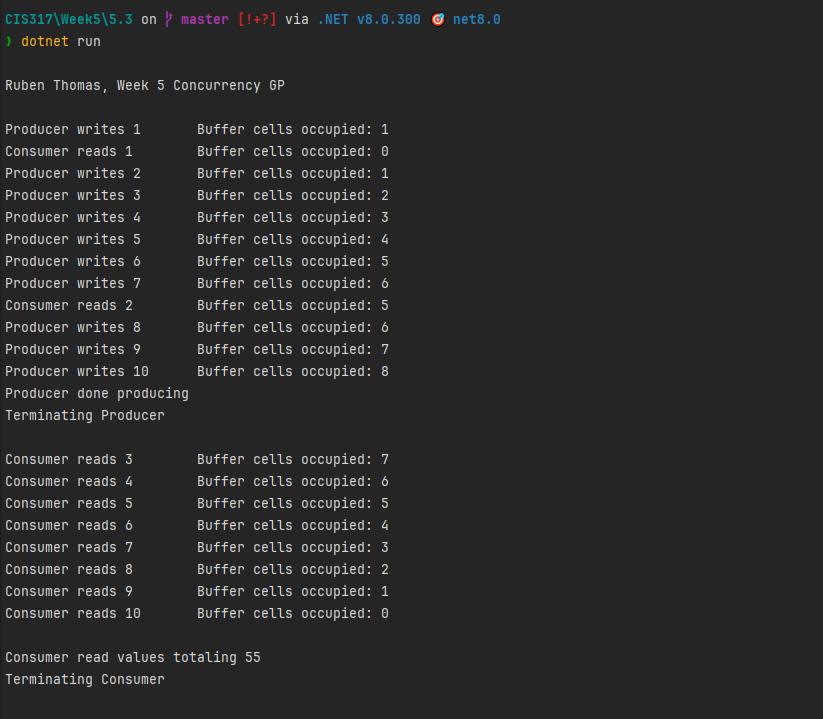 CIS317\Week5\5.3 on master [!+?] via .NET v8.0.300 🎯 net8.0
❯ dotnet run
Ruben Thomas, Week 5 Concurrency GP
Producer writes 1 Buffer cells occupied: 1
Consumer reads 1 Buffer cells occupied: 0
Producer writes 2 Buffer cells occupied: 1
Producer writes 3 Buffer cells occupied: 2
Producer writes 4 Buffer cells occupied: 3
Producer writes 5 Buffer cells occupied: 4
Producer writes 6 Buffer cells occupied: 5
Producer writes 7 Buffer cells occupied: 6
Consumer reads 2 Buffer cells occupied: 5
Producer writes 8 Buffer cells occupied: 6
Producer writes 9 Buffer cells occupied: 7
Producer writes 10 Buffer cells occupied: 8
Producer done producing
Terminating Producer
Consumer reads 3 Buffer cells occupied: 7
Consumer reads 4 Buffer cells occupied: 6
Consumer reads 5 Buffer cells occupied: 5
Consumer reads 6 Buffer cells occupied: 4
Consumer reads 7 Buffer cells occupied: 3
Consumer reads 8 Buffer cells occupied: 2
Consumer reads 9 Buffer cells occupied: 1
Consumer reads 10 Buffer cells occupied: 0
Consumer read values totaling 55
Terminating Consumer